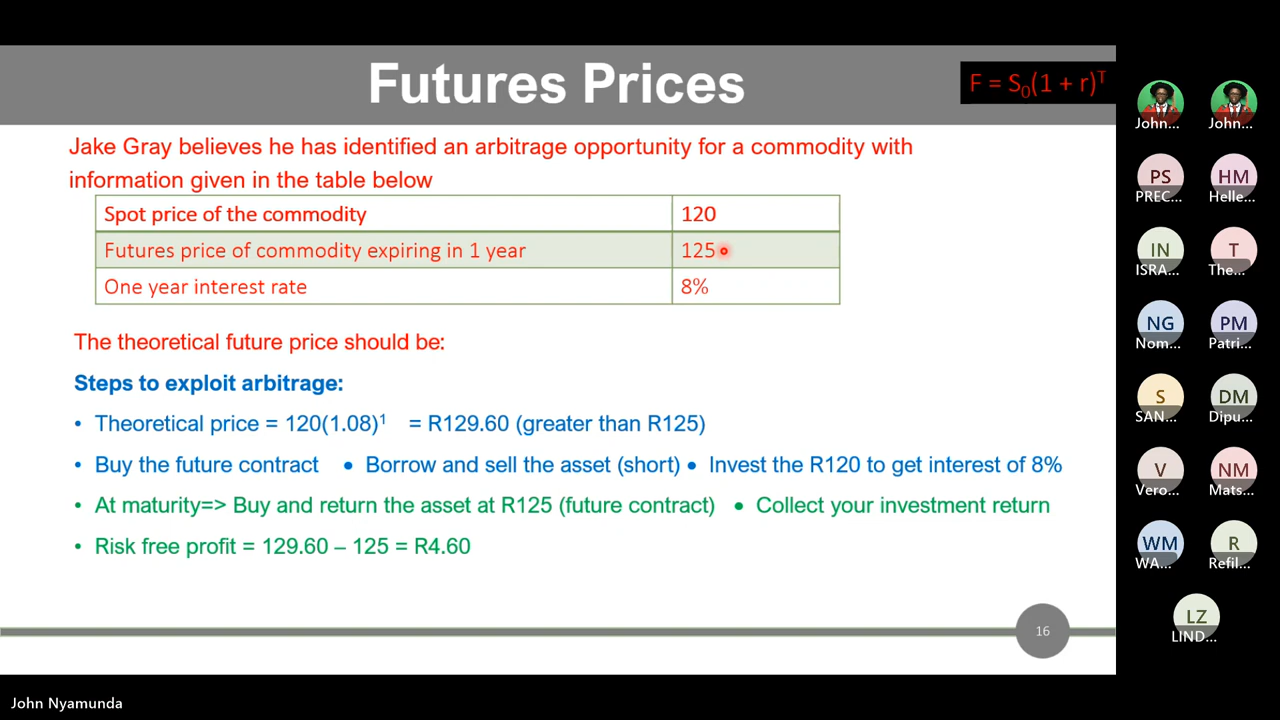 Futures Prices
F = S₀(1 + r)ᵀ
Jake Gray believes he has identified an arbitrage opportunity for a commodity with
information given in the table below
Spot price of the commodity 120
Futures price of commodity expiring in 1 year 125
One year interest rate 8%
The theoretical future price should be:
Steps to exploit arbitrage:
• Theoretical price = 120(1.08)¹ = R129.60 (greater than R125)
• Buy the future contract • Borrow and sell the asset (short) • Invest the R120 to get interest of 8%
• At maturity=> Buy and return the asset at R125 (future contract) • Collect your investment return
• Risk free profit = 129.60 – 125 = R4.60
16
John... John...
PS HM
PREC... Helle...
IN T
ISRA... The...
NG PM
Nom... Patri...
S DM
SAN... Dipu...
V NM
Vero... Mats...
WM R
WA... Refil...
LZ
LIND...
John Nyamunda